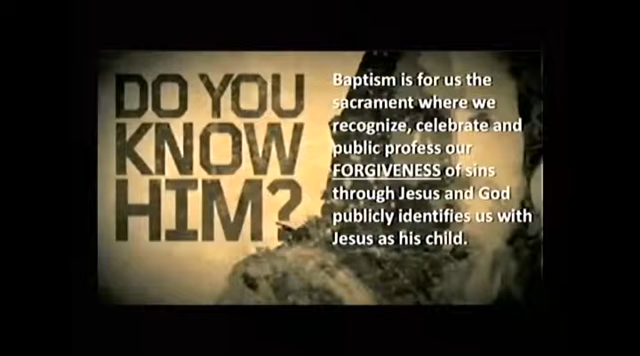 DO YOU
KNOW
HIM?
Baptism is for us the
sacrament where we
recognize, celebrate and
public profess our
FORGIVENESS of sins
through Jesus and God
publicly identifies us with
Jesus as his child.